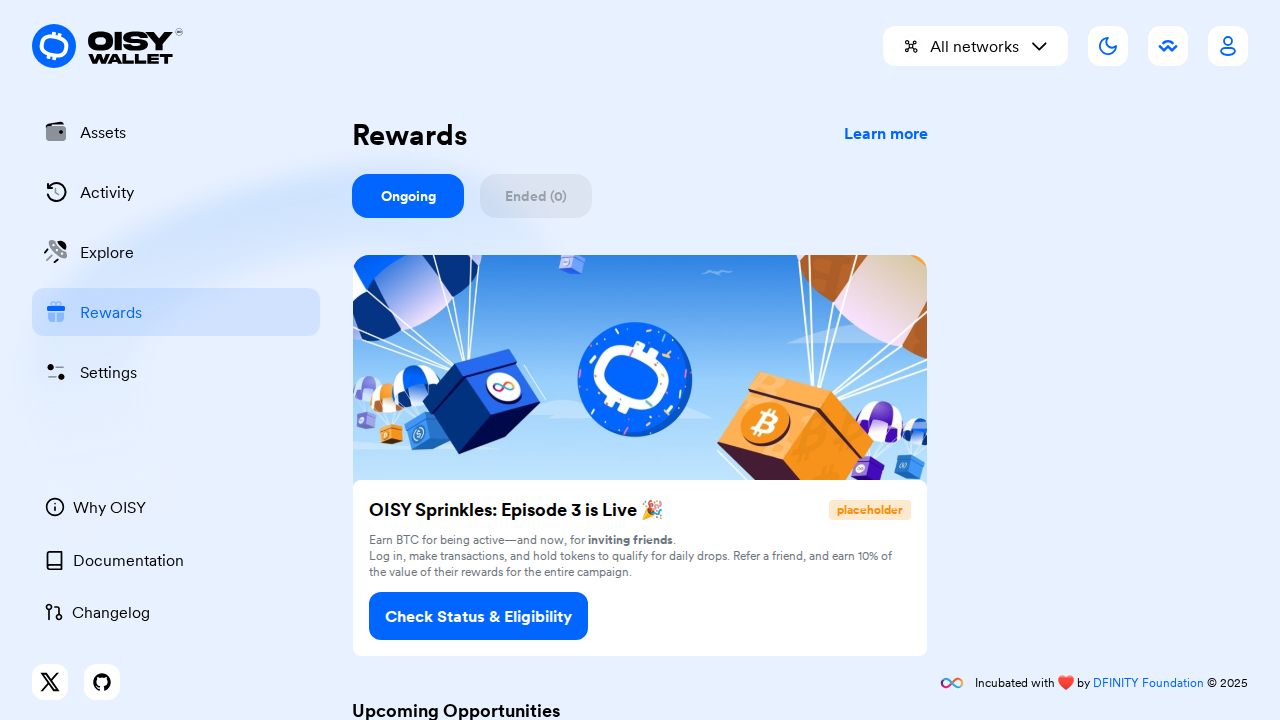 OISY
WALLET
All networks
Assets
Activity
Explore
Rewards
Settings
Why OISY
Documentation
Changelog
Rewards
Learn more
Ongoing
Ended (0)
OISY Sprinkles: Episode 3 is Live 🎉
placeholder
Earn BTC for being active—and now, for inviting friends.
Log in, make transactions, and hold tokens to qualify for daily drops. Refer a friend, and earn 10% of
the value of their rewards for the entire campaign.
Check Status & Eligibility
Upcoming Opportunities
Incubated with ❤️ by DFINITY Foundation © 2025